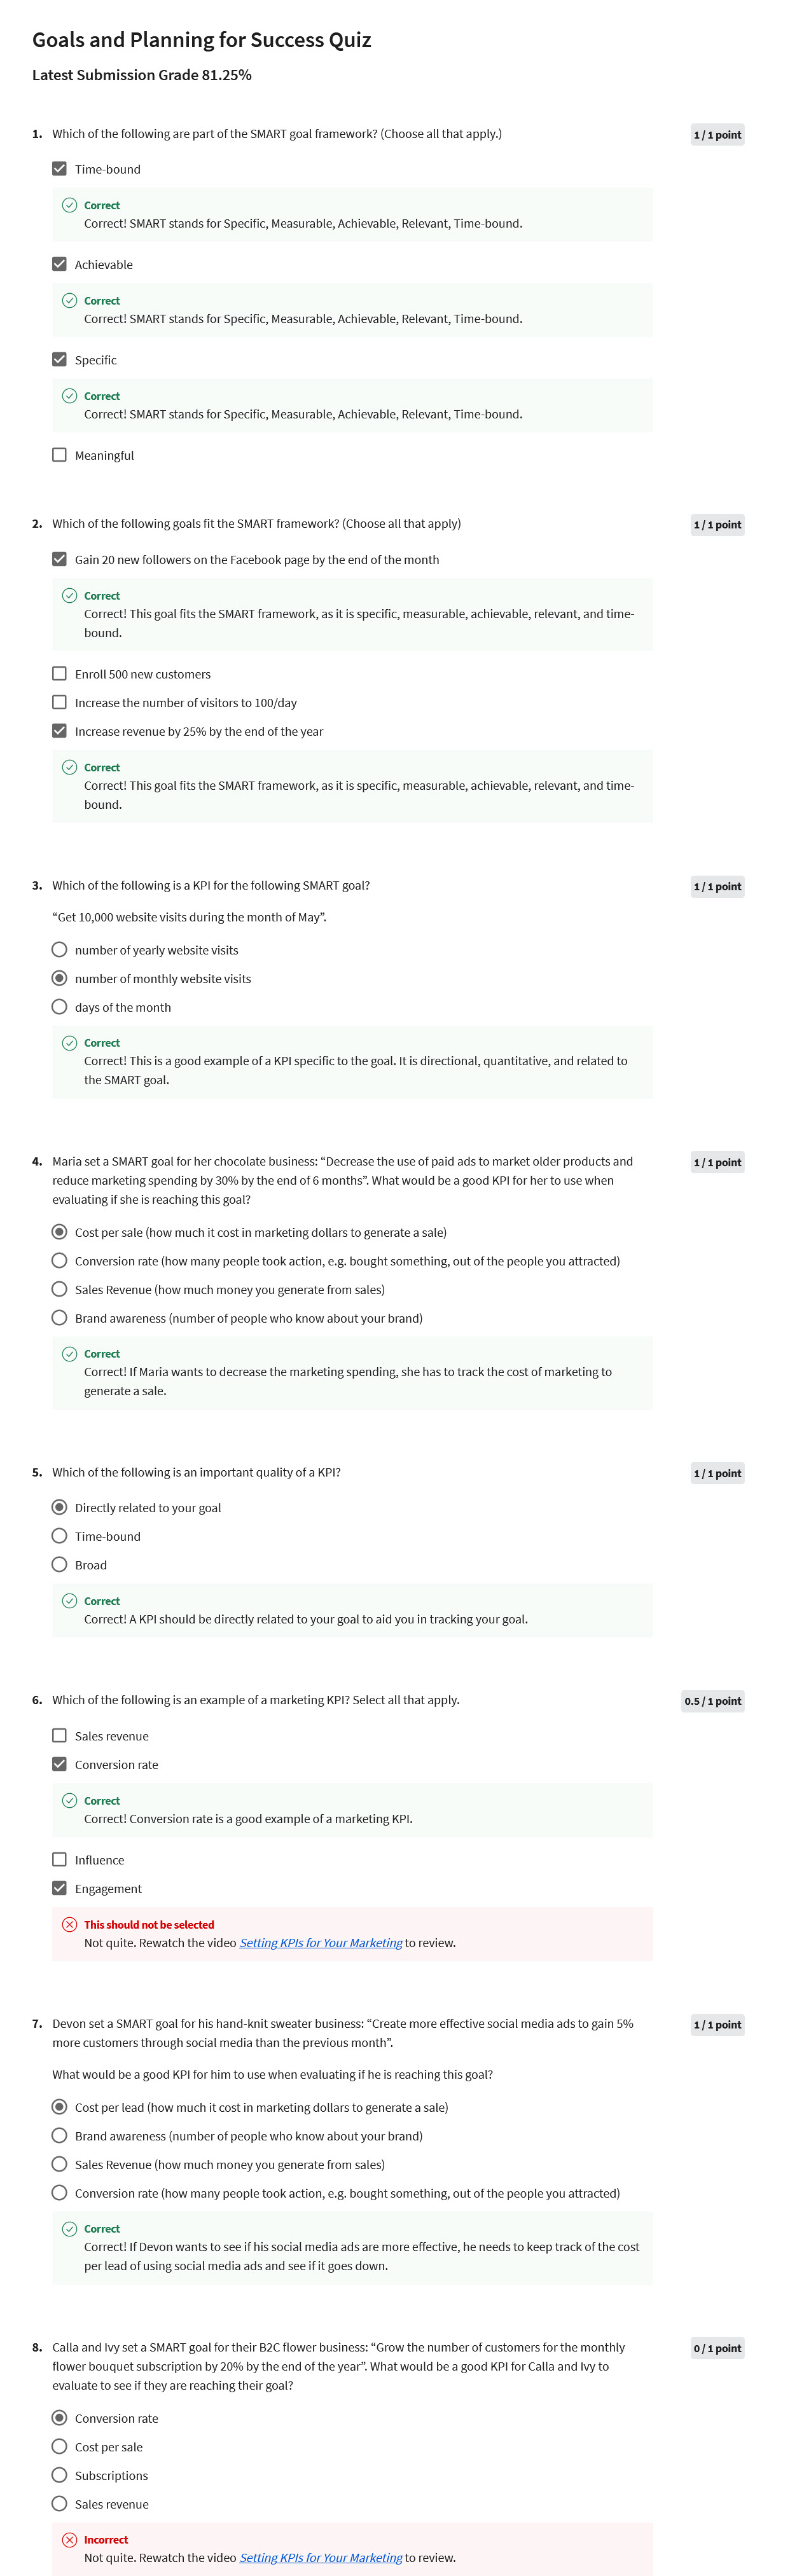 Goals and Planning for Success Quiz
Latest Submission Grade 81.25%
1. Which of the following are part of the SMART goal framework? (Choose all that apply.)
1 / 1 point
Time-bound
Correct
Correct! SMART stands for Specific, Measurable, Achievable, Relevant, Time-bound.
Achievable
Correct
Correct! SMART stands for Specific, Measurable, Achievable, Relevant, Time-bound.
Specific
Correct
Correct! SMART stands for Specific, Measurable, Achievable, Relevant, Time-bound.
Meaningful
2. Which of the following goals fit the SMART framework? (Choose all that apply)
1 / 1 point
Gain 20 new followers on the Facebook page by the end of the month
Correct
Correct! This goal fits the SMART framework, as it is specific, measurable, achievable, relevant, and time-
bound.
Enroll 500 new customers
Increase the number of visitors to 100/day
Increase revenue by 25% by the end of the year
Correct
Correct! This goal fits the SMART framework, as it is specific, measurable, achievable, relevant, and time-
bound.
3. Which of the following is a KPI for the following SMART goal?
1 / 1 point
“Get 10,000 website visits during the month of May”.
number of yearly website visits
number of monthly website visits
days of the month
Correct
Correct! This is a good example of a KPI specific to the goal. It is directional, quantitative, and related to
the SMART goal.
4. Maria set a SMART goal for her chocolate business: “Decrease the use of paid ads to market older products and
1 / 1 point
reduce marketing spending by 30% by the end of 6 months”. What would be a good KPI for her to use when
evaluating if she is reaching this goal?
Cost per sale (how much it cost in marketing dollars to generate a sale)
Conversion rate (how many people took action, e.g. bought something, out of the people you attracted)
Sales Revenue (how much money you generate from sales)
Brand awareness (number of people who know about your brand)
Correct
Correct! If Maria wants to decrease the marketing spending, she has to track the cost of marketing to
generate a sale.
5. Which of the following is an important quality of a KPI?
1 / 1 point
Directly related to your goal
Time-bound
Broad
Correct
Correct! A KPI should be directly related to your goal to aid you in tracking your goal.
6. Which of the following is an example of a marketing KPI? Select all that apply.
0.5 / 1 point
Sales revenue
Conversion rate
Correct
Correct! Conversion rate is a good example of a marketing KPI.
Influence
Engagement
This should not be selected
Not quite. Rewatch the video Setting KPIs for Your Marketing to review.
7. Devon set a SMART goal for his hand-knit sweater business: “Create more effective social media ads to gain 5%
1 / 1 point
more customers through social media than the previous month”.
What would be a good KPI for him to use when evaluating if he is reaching this goal?
Cost per lead (how much it cost in marketing dollars to generate a sale)
Brand awareness (number of people who know about your brand)
Sales Revenue (how much money you generate from sales)
Conversion rate (how many people took action, e.g. bought something, out of the people you attracted)
Correct
Correct! If Devon wants to see if his social media ads are more effective, he needs to keep track of the cost
per lead of using social media ads and see if it goes down.
8. Calla and Ivy set a SMART goal for their B2C flower business: “Grow the number of customers for the monthly
0 / 1 point
flower bouquet subscription by 20% by the end of the year”. What would be a good KPI for Calla and Ivy to
evaluate to see if they are reaching their goal?
Conversion rate
Cost per sale
Subscriptions
Sales revenue
Incorrect
Not quite. Rewatch the video Setting KPIs for Your Marketing to review.